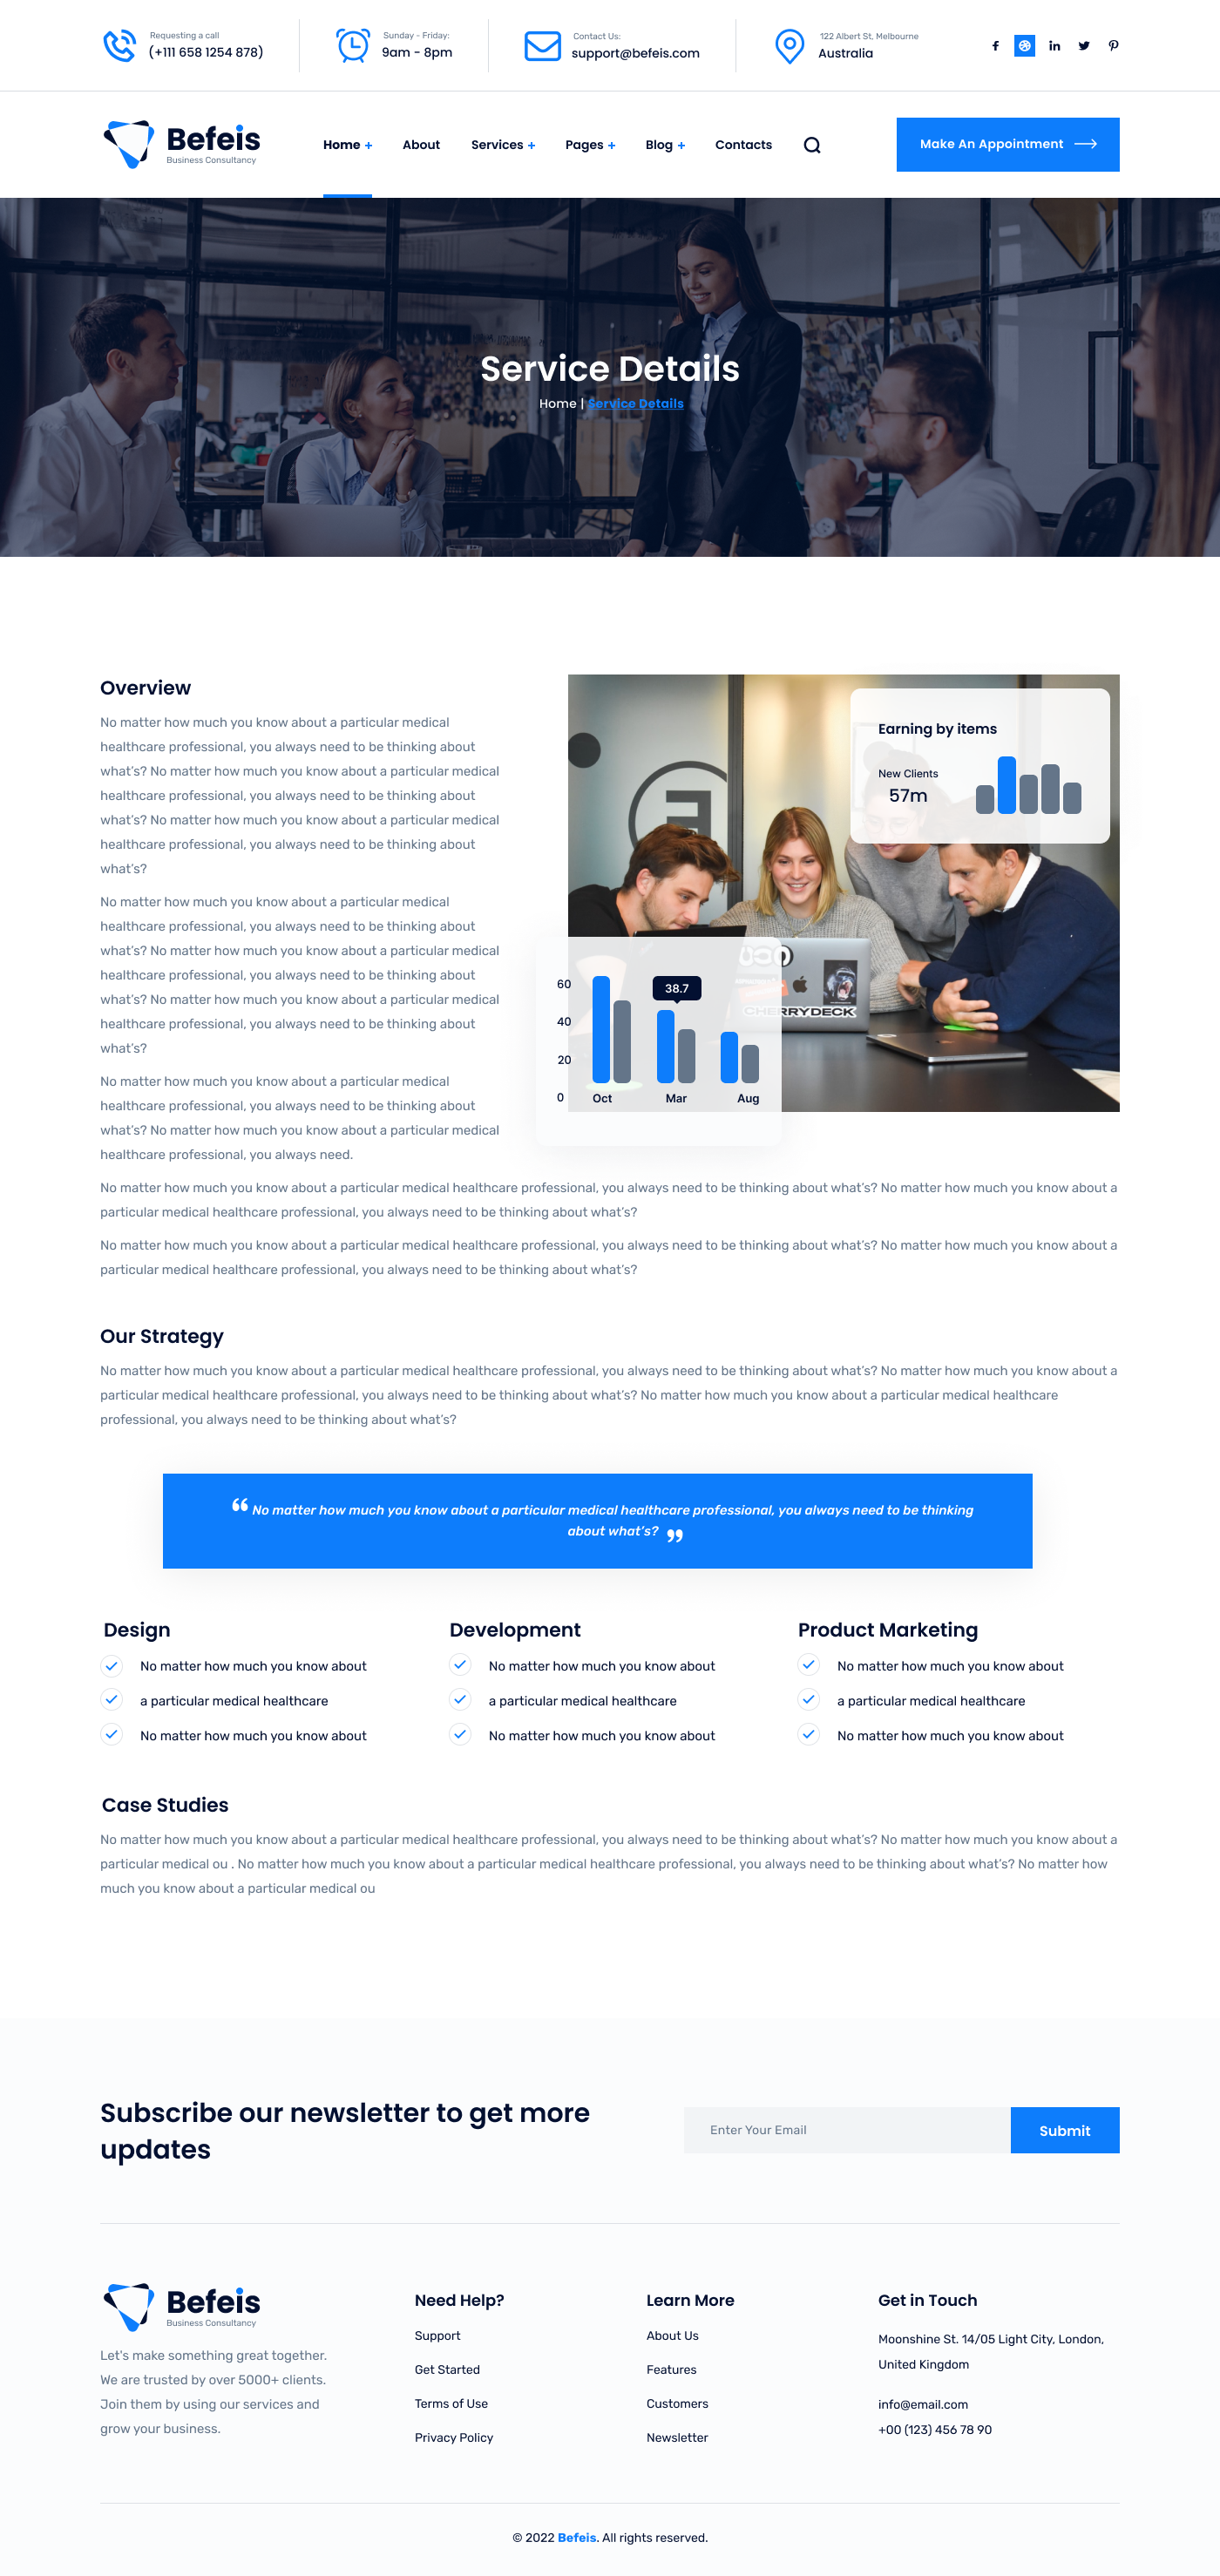 Requesting a call
(+111 658 1254 878)
Sunday - Friday:
9am - 8pm
Contact Us:
support@befeis.com
122 Albert St, Melbourne
Australia
Befeis
Business Consultancy
Home +
About
Services +
Pages +
Blog +
Contacts
Make An Appointment
Service Details
Home | Service Details
Overview
No matter how much you know about a particular medical
healthcare professional, you always need to be thinking about
what's? No matter how much you know about a particular medical
healthcare professional, you always need to be thinking about
what's? No matter how much you know about a particular medical
healthcare professional, you always need to be thinking about
what's?
No matter how much you know about a particular medical
healthcare professional, you always need to be thinking about
what's? No matter how much you know about a particular medical
healthcare professional, you always need to be thinking about
what's? No matter how much you know about a particular medical
healthcare professional, you always need to be thinking about
what's?
No matter how much you know about a particular medical
healthcare professional, you always need to be thinking about
what's? No matter how much you know about a particular medical
healthcare professional, you always need.
Earning by items
New Clients
57m
CHERRYDECK
60
40
20
0
38.7
Oct
Mar
Aug
No matter how much you know about a particular medical healthcare professional, you always need to be thinking about what's? No matter how much you know about a
particular medical healthcare professional, you always need to be thinking about what's?
No matter how much you know about a particular medical healthcare professional, you always need to be thinking about what's? No matter how much you know about a
particular medical healthcare professional, you always need to be thinking about what's?
Our Strategy
No matter how much you know about a particular medical healthcare professional, you always need to be thinking about what's? No matter how much you know about a
particular medical healthcare professional, you always need to be thinking about what's? No matter how much you know about a particular medical healthcare
professional, you always need to be thinking about what's?
“ No matter how much you know about a particular medical healthcare professional, you always need to be thinking
about what's? ”
Design
No matter how much you know about
a particular medical healthcare
No matter how much you know about
Development
No matter how much you know about
a particular medical healthcare
No matter how much you know about
Product Marketing
No matter how much you know about
a particular medical healthcare
No matter how much you know about
Case Studies
No matter how much you know about a particular medical healthcare professional, you always need to be thinking about what's? No matter how much you know about a
particular medical ou . No matter how much you know about a particular medical healthcare professional, you always need to be thinking about what's? No matter how
much you know about a particular medical ou
Subscribe our newsletter to get more
updates
Enter Your Email
Submit
Befeis
Business Consultancy
Let's make something great together.
We are trusted by over 5000+ clients.
Join them by using our services and
grow your business.
Need Help?
Support
Get Started
Terms of Use
Privacy Policy
Learn More
About Us
Features
Customers
Newsletter
Get in Touch
Moonshine St. 14/05 Light City, London,
United Kingdom
info@email.com
+00 (123) 456 78 90
© 2022 Befeis. All rights reserved.